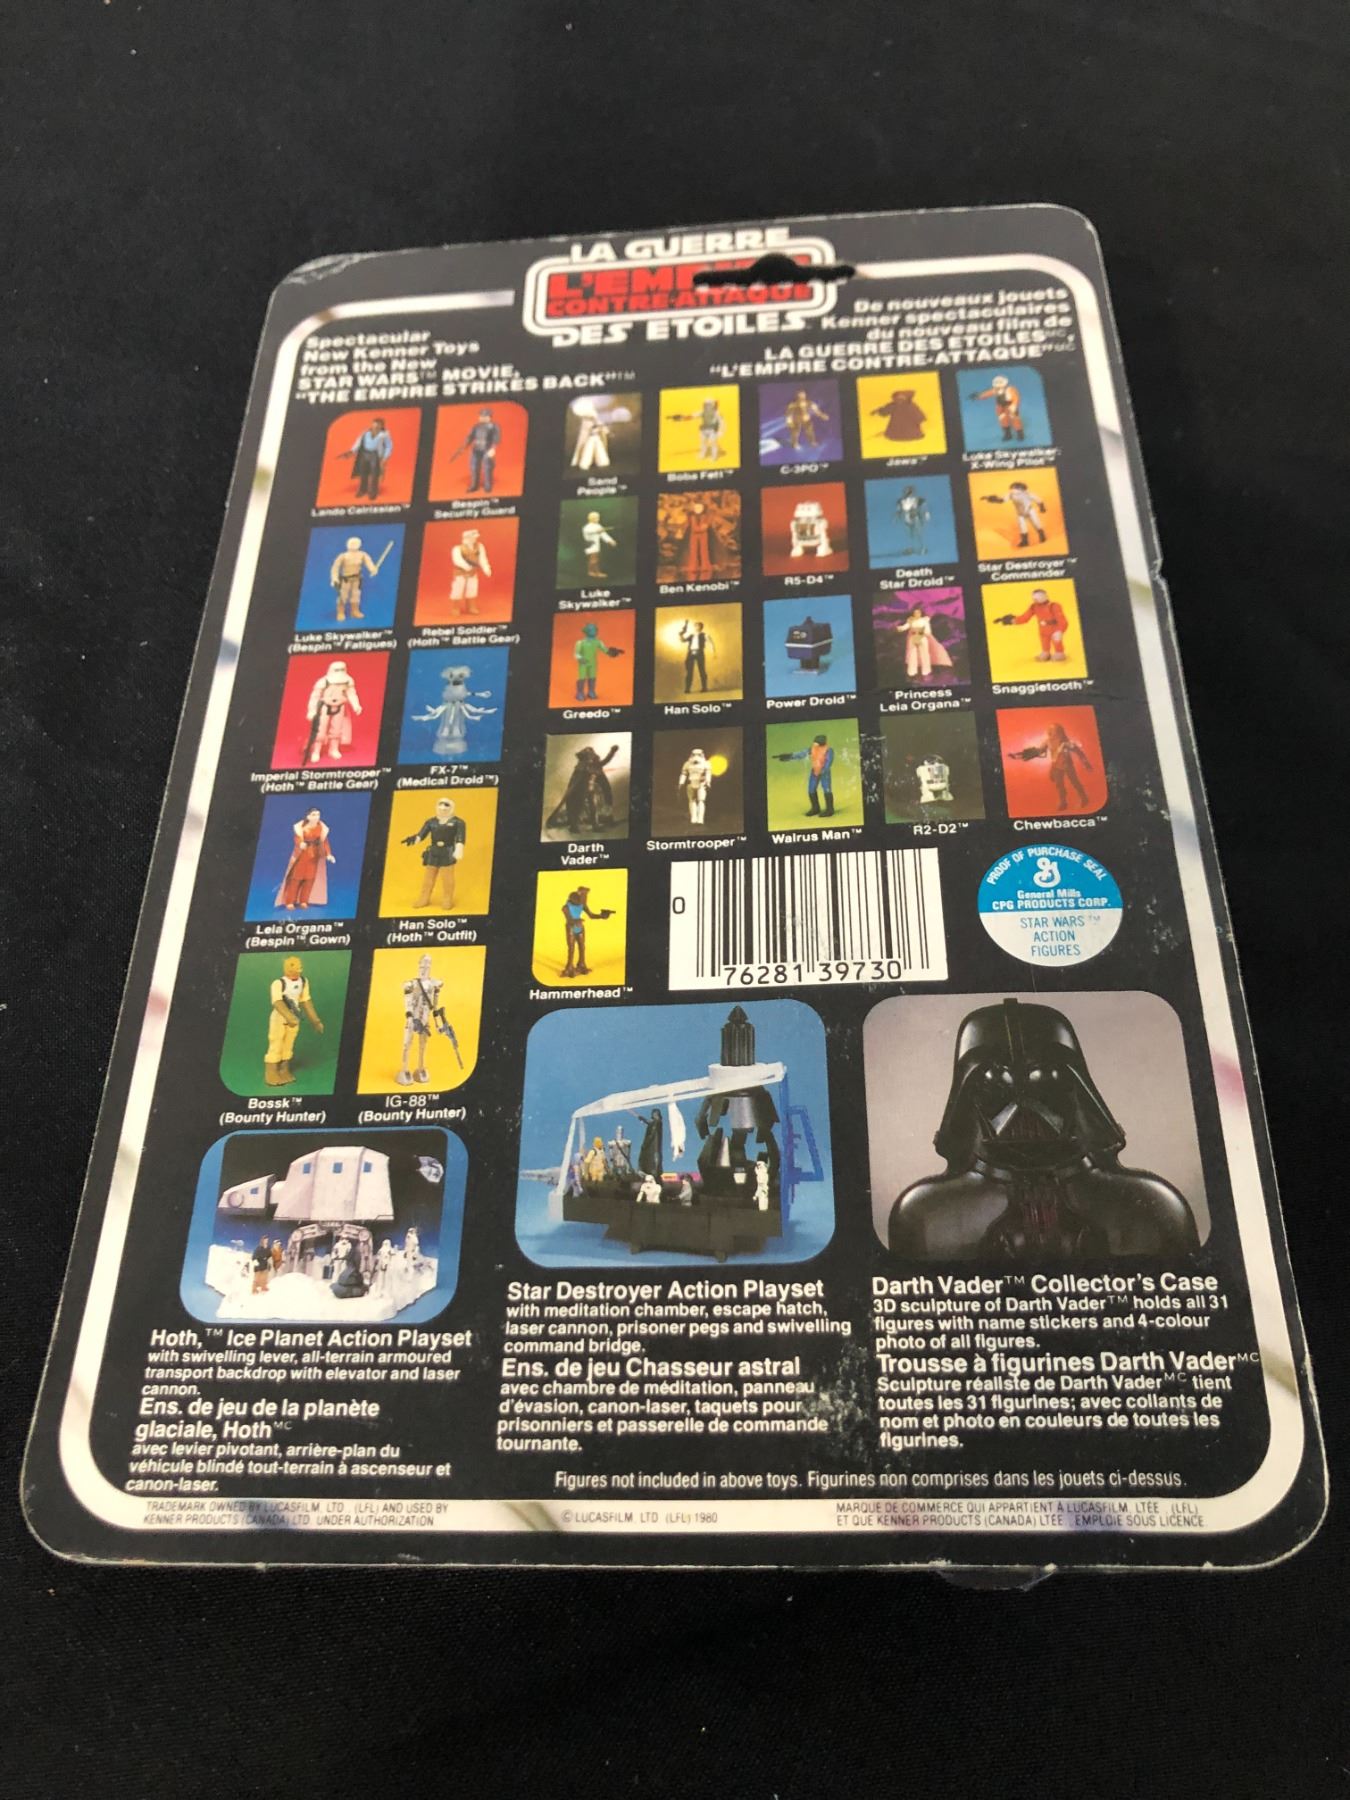 LA GUERRE
CONTRE-ATTAQUE
DES ETOILES
Spectacular
New Kenner Toys
from the New
STAR WARS™ MOVIE,
"THE EMPIRE STRIKES BACK"™
De nouveaux jouets
Kenner spectaculaires
du nouveau film de
LA GUERRE DES ETOILES MC,
"L'EMPIRE CONTRE-ATTAQUE" MC
Lando Calrissian™
Bespin™
Security Guard
Sand
People™
Boba Fett™
C-3PO™
Jawa™
Luke Skywalker:
X-Wing Pilot™
Luke Skywalker™
(Bespin™ Fatigues)
Rebel Soldier™
(Hoth™ Battle Gear)
Luke
Skywalker™
Ben Kenobi™
R5-D4™
Death
Star Droid™
Star Destroyer™
Commander
Imperial Stormtrooper™
(Hoth™ Battle Gear)
FX-7™
(Medical Droid™)
Greedo™
Han Solo™
Power Droid™
Princess
Leia Organa™
Snaggletooth™
Leia Organa™
(Bespin™ Gown)
Han Solo™
(Hoth™ Outfit)
Darth
Vader™
Stormtrooper™
Walrus Man™
R2-D2™
Chewbacca™
Bossk™
(Bounty Hunter)
IG-88™
(Bounty Hunter)
Hammerhead™
0
76281 39730
PROOF OF PURCHASE SEAL
General Mills
CPG PRODUCTS CORP.
STAR WARS™
ACTION
FIGURES
Hoth,™ Ice Planet Action Playset
with swivelling lever, all-terrain armoured
transport backdrop with elevator and laser
cannon.
Ens. de jeu de la planète
glaciale, Hoth MC
avec levier pivotant, arrière-plan du
véhicule blindé tout-terrain à ascenseur et
canon-laser.
Star Destroyer Action Playset
with meditation chamber, escape hatch,
laser cannon, prisoner pegs and swivelling
command bridge.
Ens. de jeu Chasseur astral
avec chambre de méditation, panneau
d'évasion, canon-laser, taquets pour
prisonniers et passerelle de commande
tournante.
Darth Vader™ Collector's Case
3D sculpture of Darth Vader™ holds all 31
figures with name stickers and 4-colour
photo of all figures.
Trousse à figurines Darth Vader MC
Sculpture réaliste de Darth Vader MC tient
toutes les 31 figurines; avec collants de
nom et photo en couleurs de toutes les
figurines.
Figures not included in above toys. Figurines non comprises dans les jouets ci-dessus.
TRADEMARK OWNED BY LUCASFILM, LTD., (LFL) AND USED BY
KENNER PRODUCTS (CANADA) LTD. UNDER AUTHORIZATION
© LUCASFILM, LTD (LFL) 1980
MARQUE DE COMMERCE QUI APPARTIENT À LUCASFILM, LTÉE., (LFL)
ET QUE KENNER PRODUCTS (CANADA) LTÉE., EMPLOIE SOUS LICENCE.